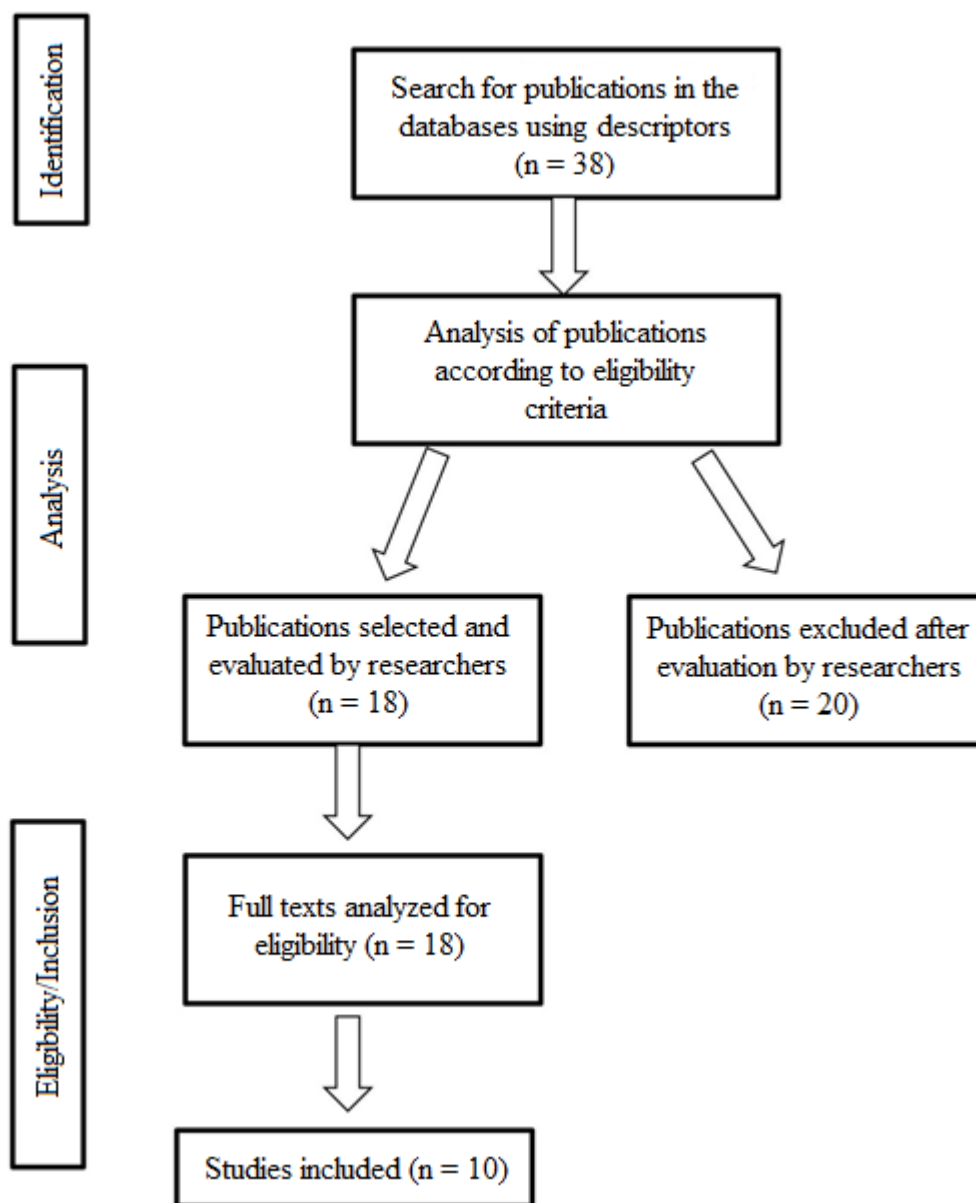 Identification
Search for publications in the
databases using descriptors
(n = 38)
Analysis of publications
according to eligibility
criteria
Analysis
Publications selected and
evaluated by researchers
(n = 18)
Publications excluded after
evaluation by researchers
(n = 20)
Eligibility/Inclusion
Full texts analyzed for
eligibility (n = 18)
Studies included (n = 10)